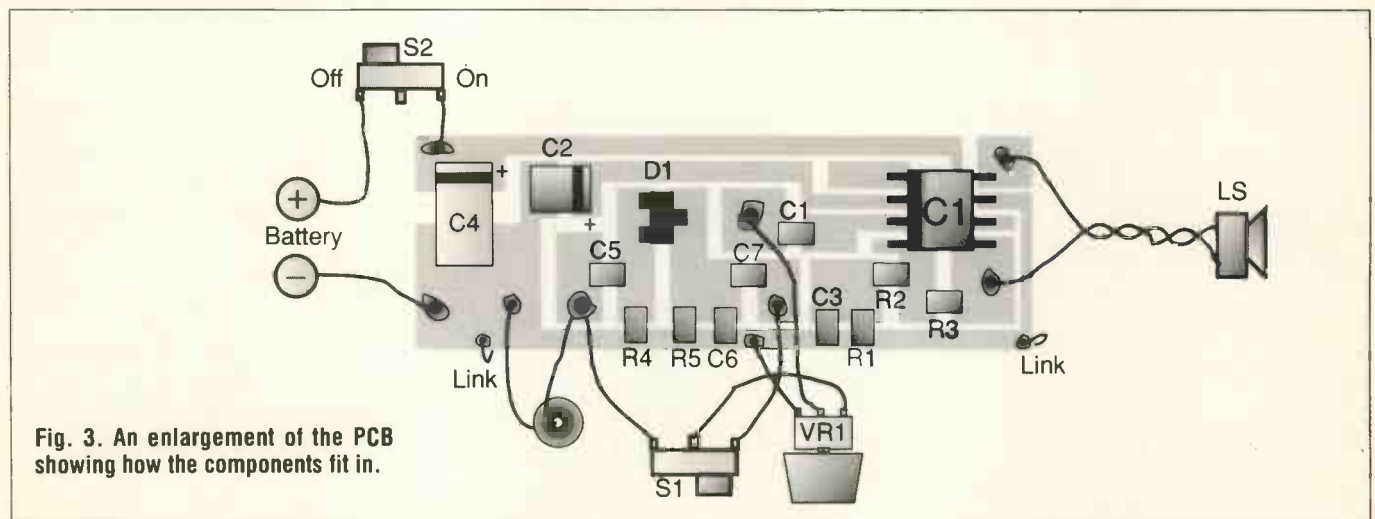 S2
Off On
C2 D1
+ C4 C1 C1 LS
+
Battery
+
C5 C7
−
R2
C3
R3
R4 R5 C6 R1
Link Link
VR1
S1
Fig. 3. An enlargement of the PCB
showing how the components fit in.